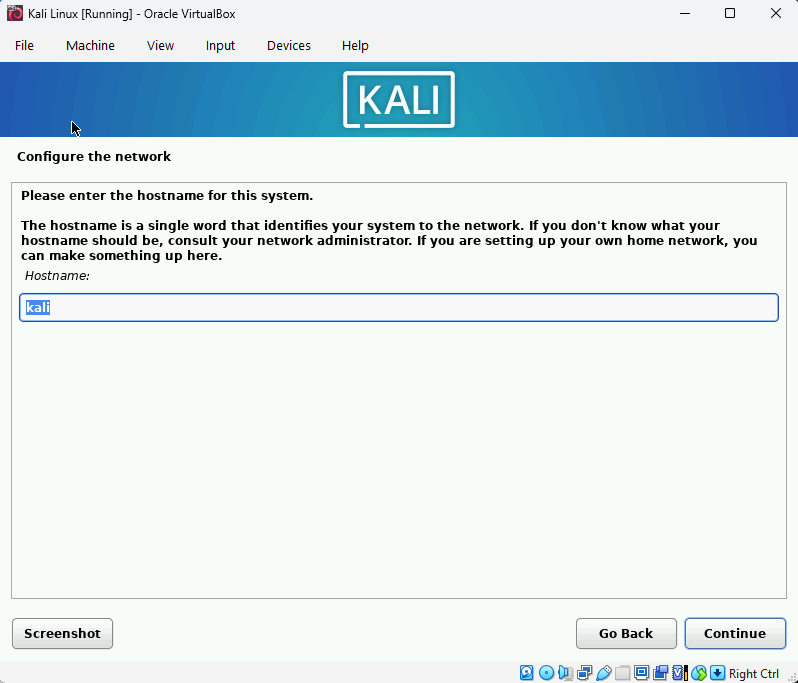 Kali Linux [Running] - Oracle VirtualBox
File Machine View Input Devices Help
KALI
Configure the network
Please enter the hostname for this system.
The hostname is a single word that identifies your system to the network. If you don't know what your
hostname should be, consult your network administrator. If you are setting up your own home network, you
can make something up here.
Hostname:
kali
Screenshot Go Back Continue
Right Ctrl